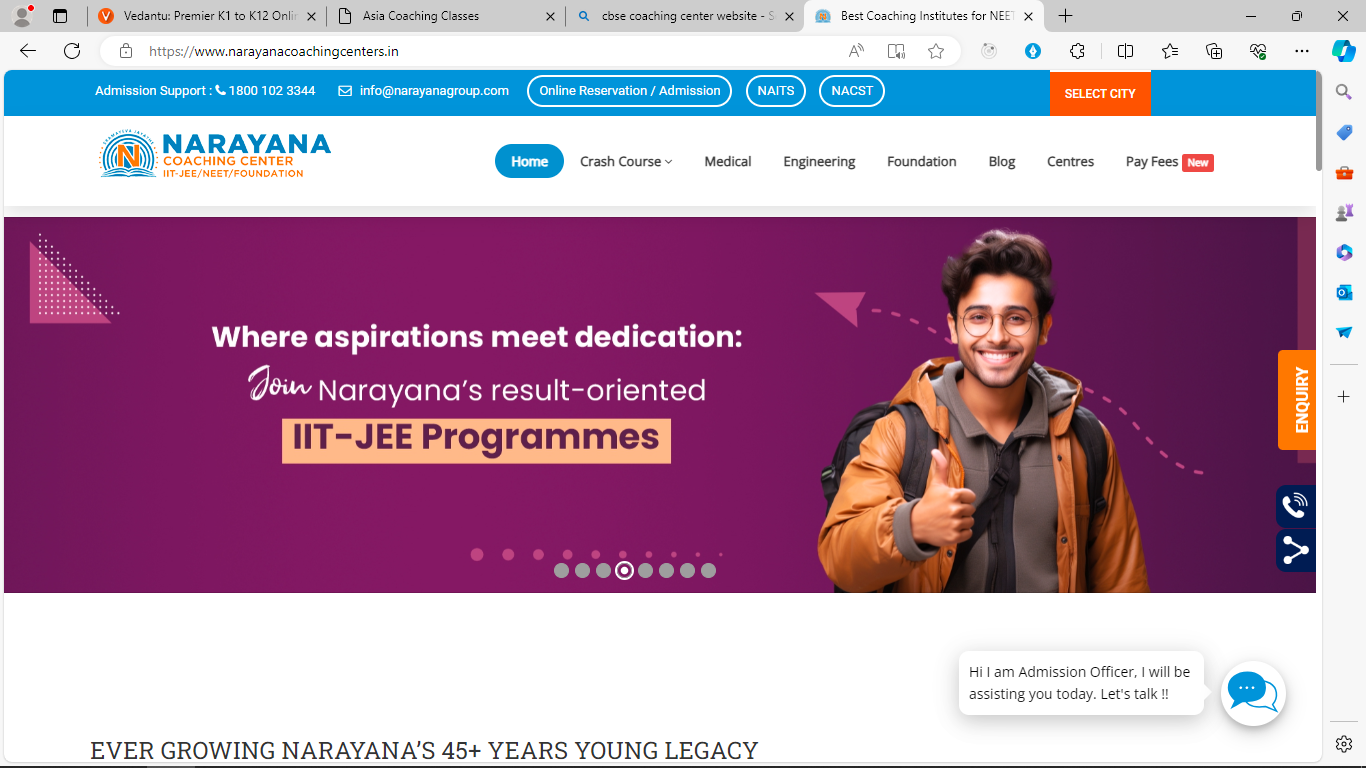 Vedantu: Premier K1 to K12 Onlin
Asia Coaching Classes
cbse coaching center website - S
Best Coaching Institutes for NEET
https://www.narayanacoachingcenters.in
Admission Support : 1800 102 3344 info@narayanagroup.com Online Reservation / Admission NAITS NACST SELECT CITY
NARAYANA
COACHING CENTER
IIT-JEE/NEET/FOUNDATION
Home Crash Course Medical Engineering Foundation Blog Centres Pay Fees New
Where aspirations meet dedication:
Join Narayana’s result-oriented
IIT-JEE Programmes
ENQUIRY
Hi I am Admission Officer, I will be
assisting you today. Let's talk !!
EVER GROWING NARAYANA’S 45+ YEARS YOUNG LEGACY